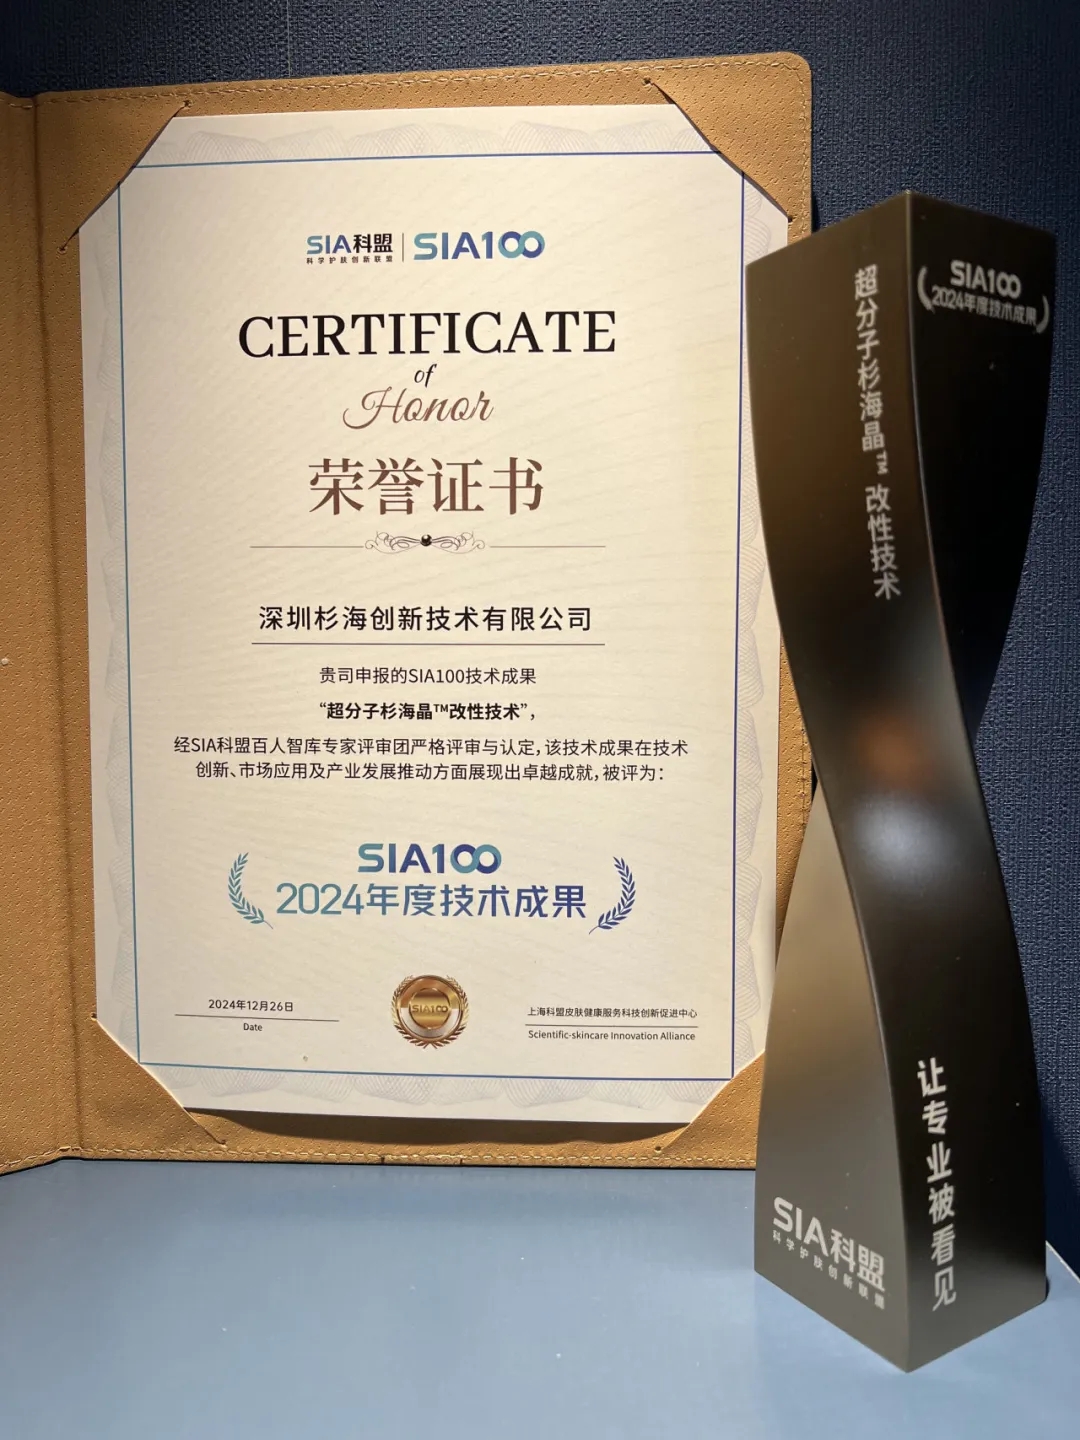 SIA科盟 SIA100
科学护肤创新联盟
CERTIFICATE
of
Honor
荣誉证书
深圳杉海创新技术有限公司
贵司申报的SIA100技术成果
“超分子杉海晶™改性技术”，
经SIA科盟百人智库专家评审团严格评审与认定，该技术成果在技术
创新、市场应用及产业发展推动方面展现出卓越成就，被评为：
SIA100
2024年度技术成果
2024年12月26日
Date
SIA100
上海科盟皮肤健康服务科技创新促进中心
Scientific-skincare Innovation Alliance
超分子杉海晶™ 改性技术
SIA100
2024年度技术成果
让专业被看见
SIA科盟
科学护肤创新联盟